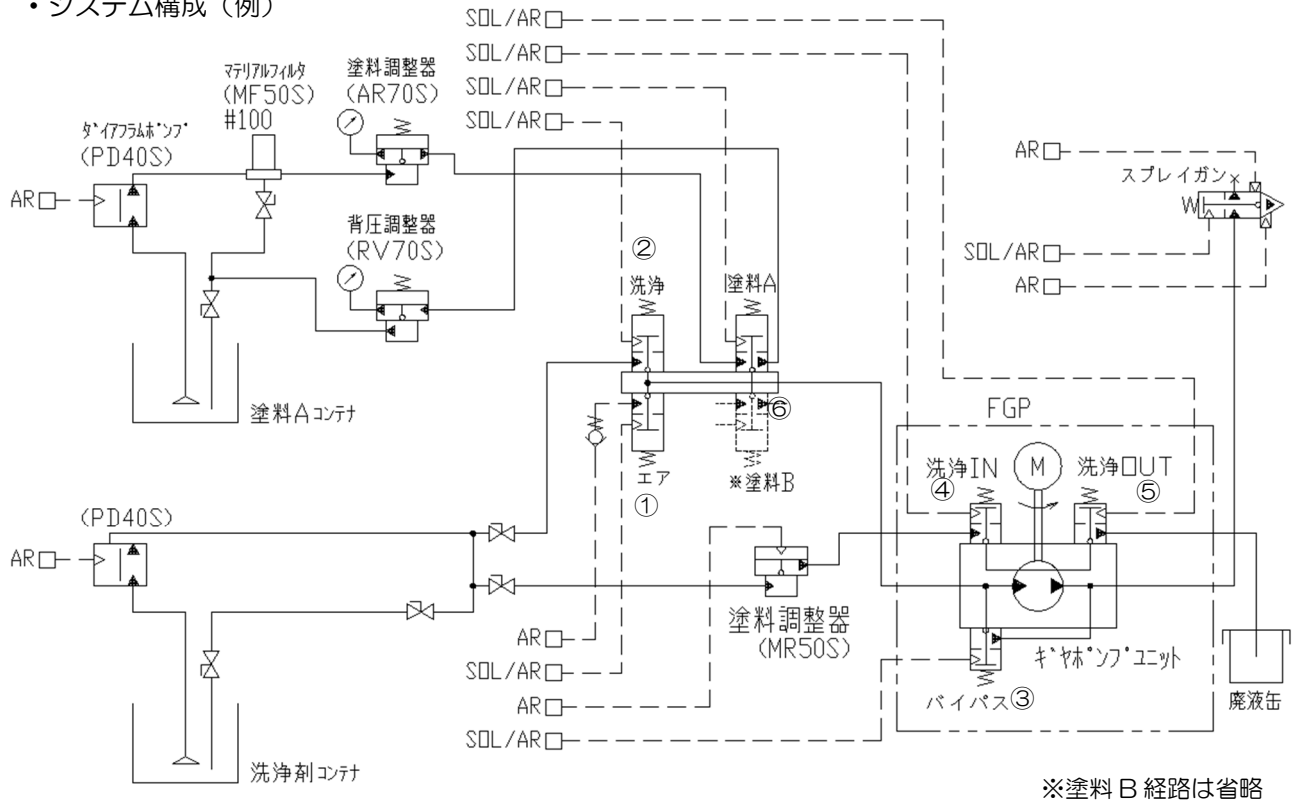 ・システム構成（例）
SOL/AR
SOL/AR
SOL/AR
SOL/AR
マテリアルフィルタ
(MF50S)
#100
塗料調整器
(AR70S)
ダイアフラムポンプ
(PD40S)
AR
背圧調整器
(RV70S)
塗料Aコンテナ
②
洗浄
塗料A
⑥
エア
①
※塗料B
AR
スプレイガン
W
SOL/AR
AR
FGP
洗浄IN
④
M
洗浄OUT
⑤
(PD40S)
AR
塗料調整器
(MR50S)
ギヤポンプユニット
バイパス③
廃液缶
AR
SOL/AR
AR
SOL/AR
洗浄剤コンテナ
※塗料B経路は省略